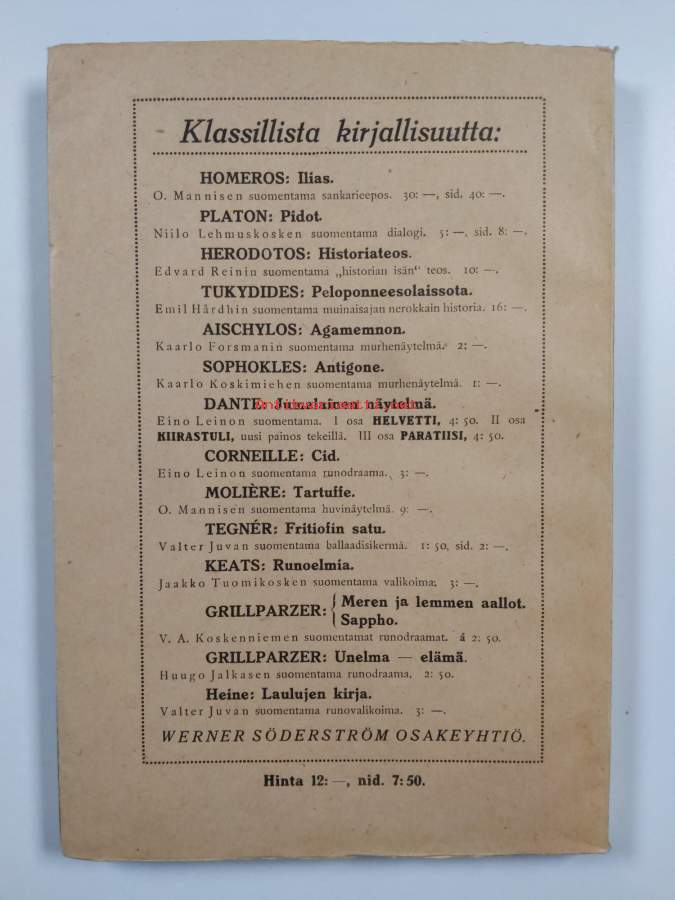 Klassillista kirjallisuutta:
HOMEROS: Ilias.
O. Mannisen suomentama sankarieepos. 30: —, sid. 40: —.
PLATON: Pidot.
Niilo Lehmuskosken suomentama dialogi. 5: —, sid. 8: —.
HERODOTOS: Historiateos.
Edvard Reinin suomentama „historian isän“ teos. 10: —.
TUKYDIDES: Peloponneesolaissota.
Emil Hårdhin suomentama muinaisajan nerokkain historia. 16: —.
AISCHYLOS: Agamemnon.
Kaarlo Forsmanin suomentama murhenäytelmä. 2: —.
SOPHOKLES: Antigone.
Kaarlo Koskimiehen suomentama murhenäytelmä. 1: —.
DANTE: Jumalainen näytelmä.
Eino Leinon suomentama. I osa HELVETTI, 4: 50. II osa
KIIRASTULI, uusi painos tekeillä. III osa PARATIISI, 4: 50.
CORNEILLE: Cid.
Eino Leinon suomentama runodraama. 3: —.
MOLIÈRE: Tartuffe.
O. Mannisen suomentama huvinäytelmä. 9: —.
TEGNÉR: Fritiofin satu.
Valter Juvan suomentama ballaadisikermä. 1: 50, sid. 2: —.
KEATS: Runoelmia.
Jaakko Tuomikosken suomentama valikoima. 3: —.
GRILLPARZER: { Meren ja lemmen aallot.
Sappho.
V. A. Koskenniemen suomentamat runodraamat. á 2: 50.
GRILLPARZER: Unelma — elämä.
Huugo Jalkasen suomentama runodraama. 2: 50.
Heine: Laulujen kirja.
Valter Juvan suomentama runovalikoima. 3: —.
WERNER SÖDERSTRÖM OSAKEYHTIÖ.
Hinta 12: —, nid. 7: 50.